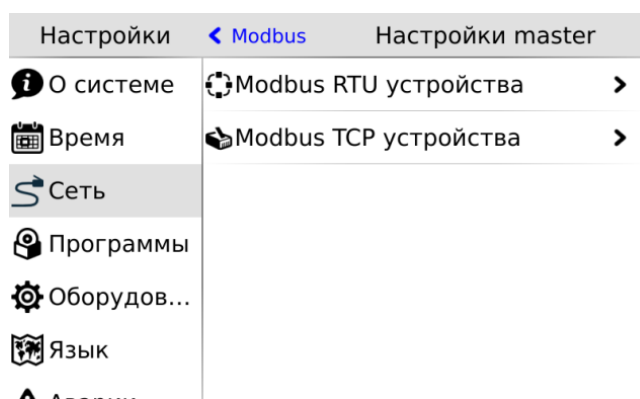 Настройки
Modbus Настройки master
О системе
Modbus RTU устройства
Время
Modbus TCP устройства
Сеть
Программы
Оборудов...
Язык